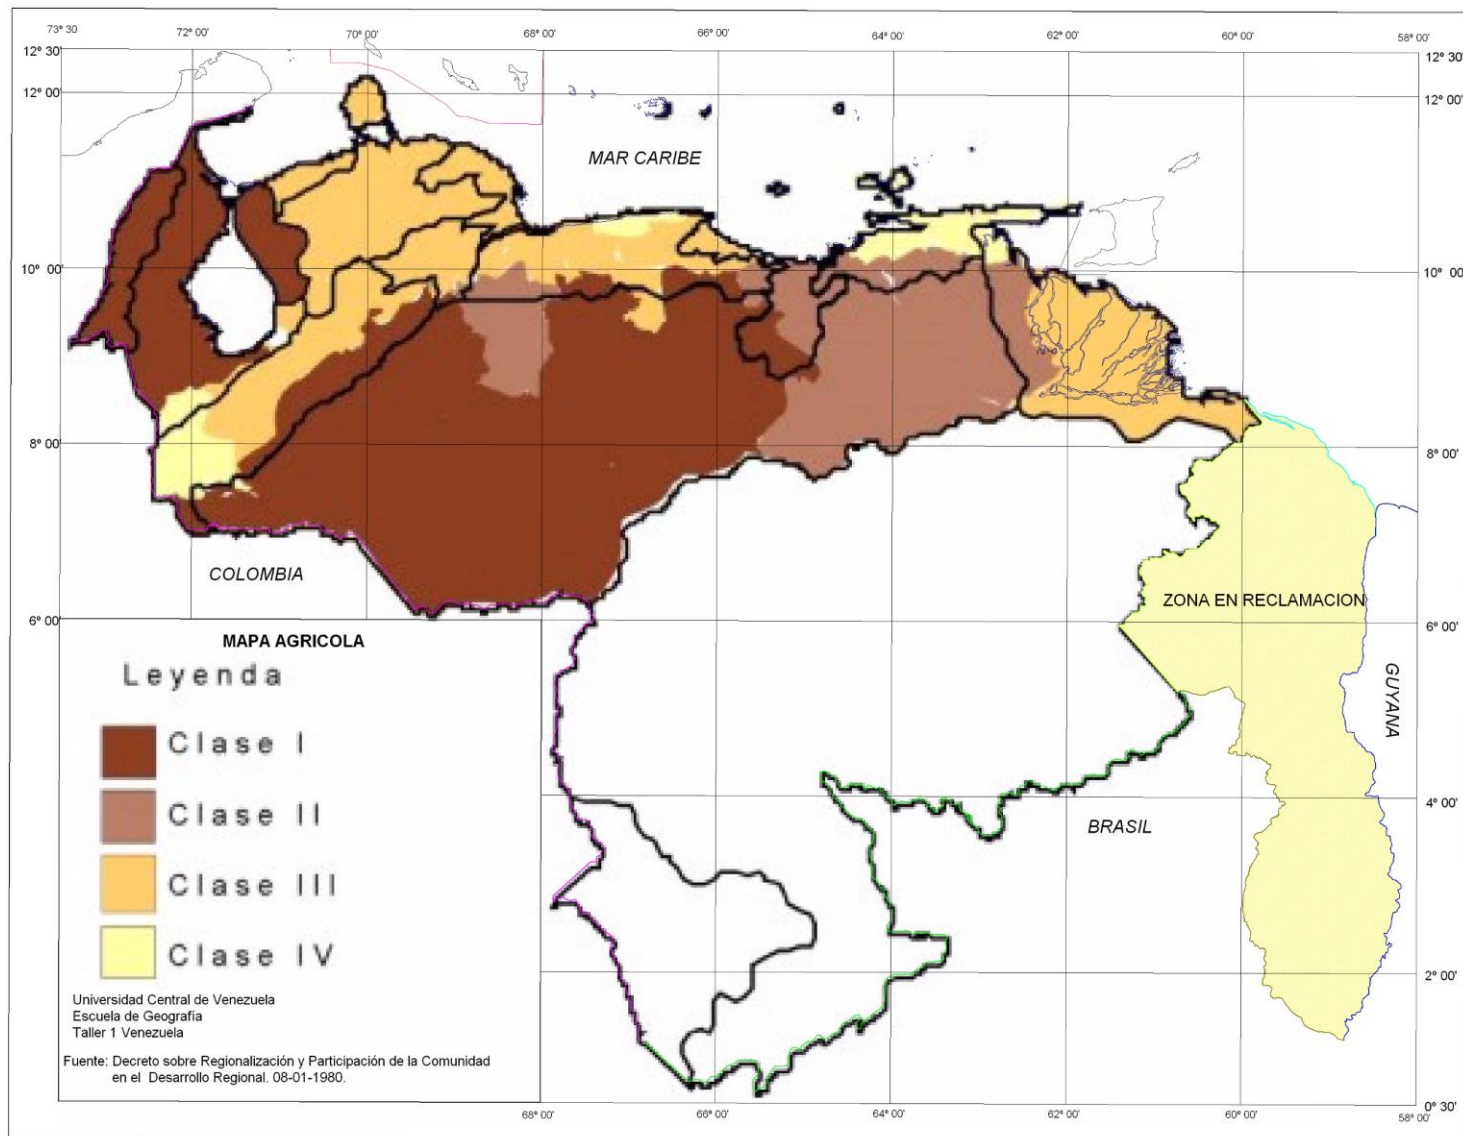 73° 30
72° 00'
70° 00'
68° 00'
66° 00'
64° 00'
62° 00'
60° 00'
58° 00'
12° 30'
12° 30'
12° 00'
12° 00'
MAR CARIBE
10° 00'
10° 00'
8° 00'
8° 00'
COLOMBIA
ZONA EN RECLAMACION
6° 00'
6° 00'
MAPA AGRICOLA
Leyenda
GUYANA
Clase I
Clase II
4° 00'
BRASIL
Clase III
Clase IV
2° 00'
Universidad Central de Venezuela
Escuela de Geografía
Taller 1 Venezuela
Fuente: Decreto sobre Regionalización y Participación de la Comunidad
en el Desarrollo Regional. 08-01-1980.
0° 30'
68° 00'
66° 00'
64° 00'
62° 00'
60° 00'
58° 00'